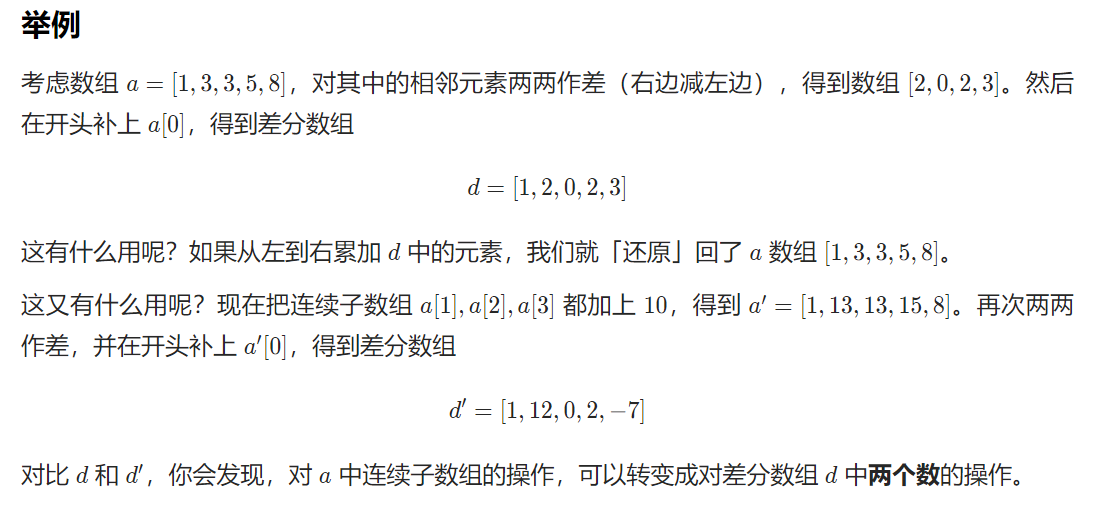 举例
考虑数组 a = [1, 3, 3, 5, 8]，对其中的相邻元素两两作差（右边减左边），得到数组 [2, 0, 2, 3]。然后
在开头补上 a[0]，得到差分数组
d = [1, 2, 0, 2, 3]
这有什么用呢？如果从左到右累加 d 中的元素，我们就「还原」回了 a 数组 [1, 3, 3, 5, 8]。
这又有什么用呢？现在把连续子数组 a[1], a[2], a[3] 都加上 10，得到 a′ = [1, 13, 13, 15, 8]。再次两两
作差，并在开头补上 a′[0]，得到差分数组
d′ = [1, 12, 0, 2, −7]
对比 d 和 d′，你会发现，对 a 中连续子数组的操作，可以转变成对差分数组 d 中两个数的操作。